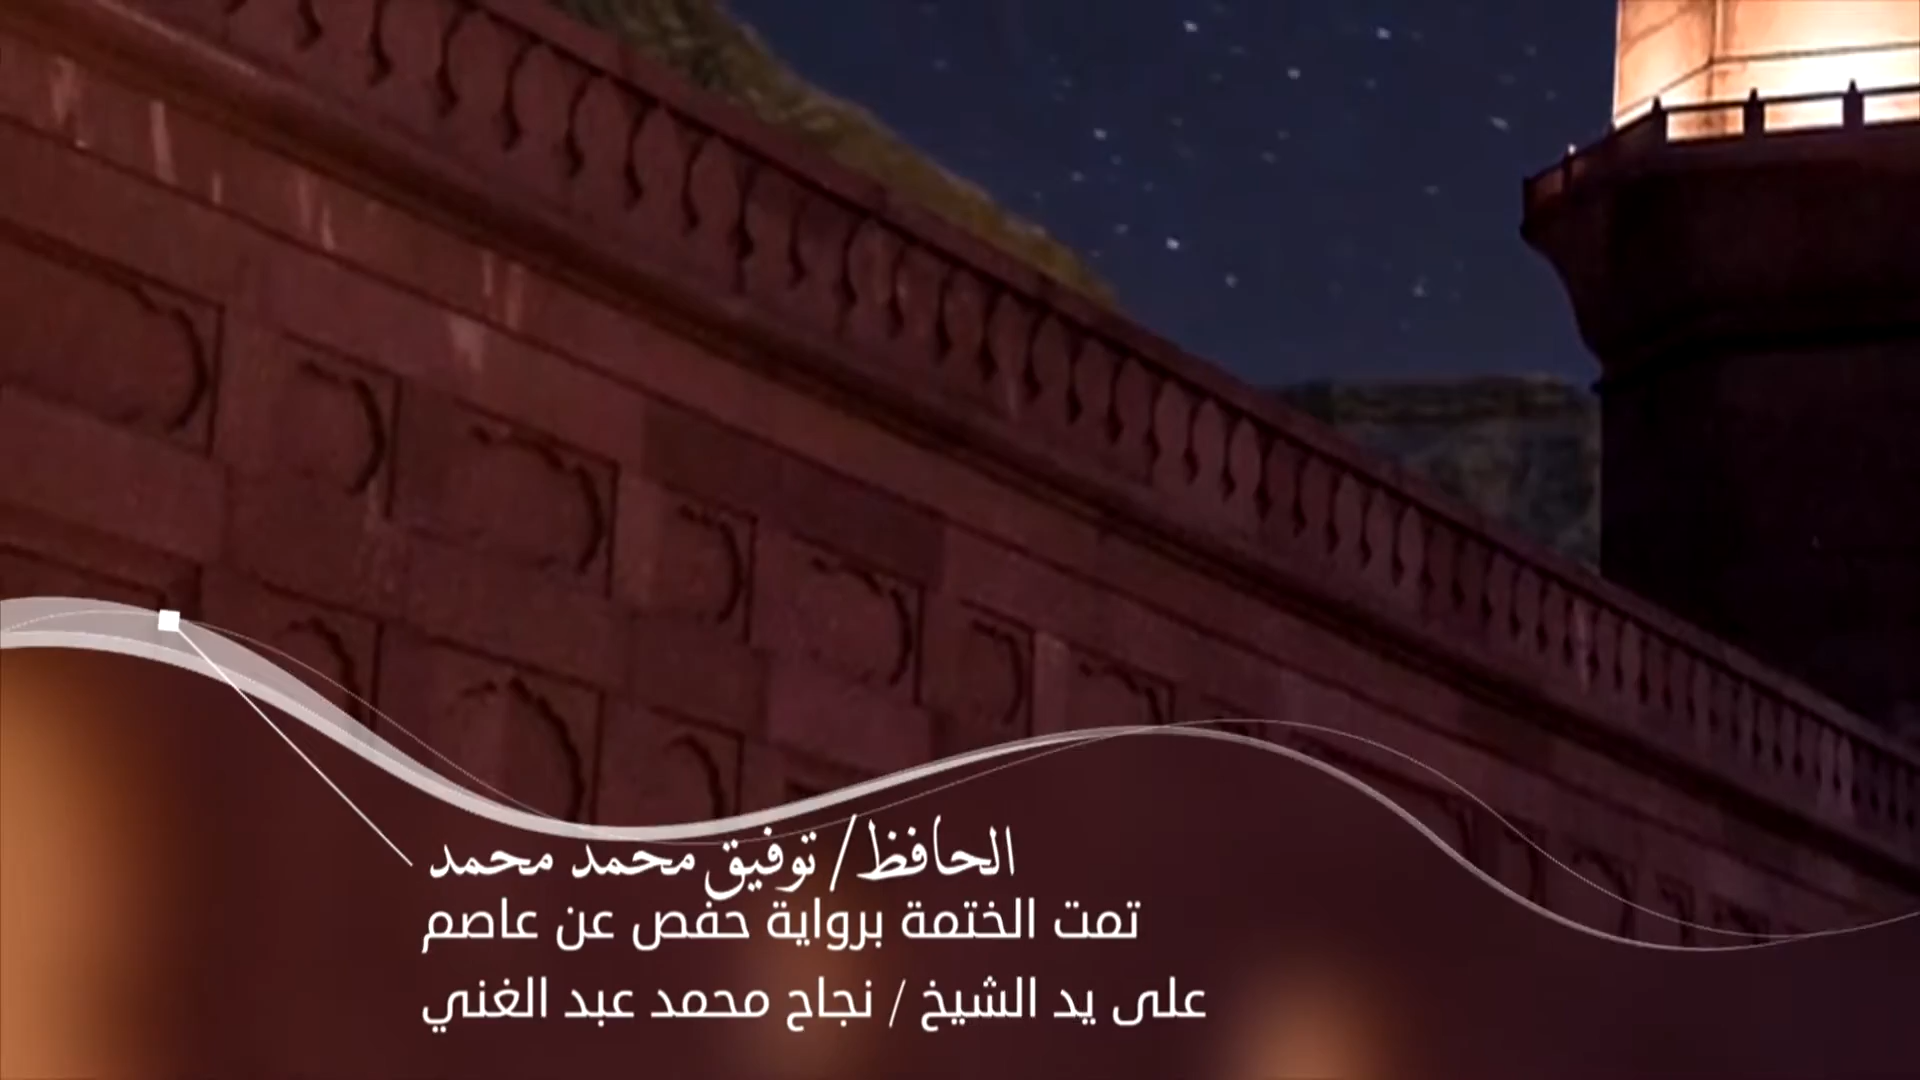 الحافظ/ توفيق محمد محمد
تمت الختمة برواية حفص عن عاصم
على يد الشيخ / نجاح محمد عبد الغني